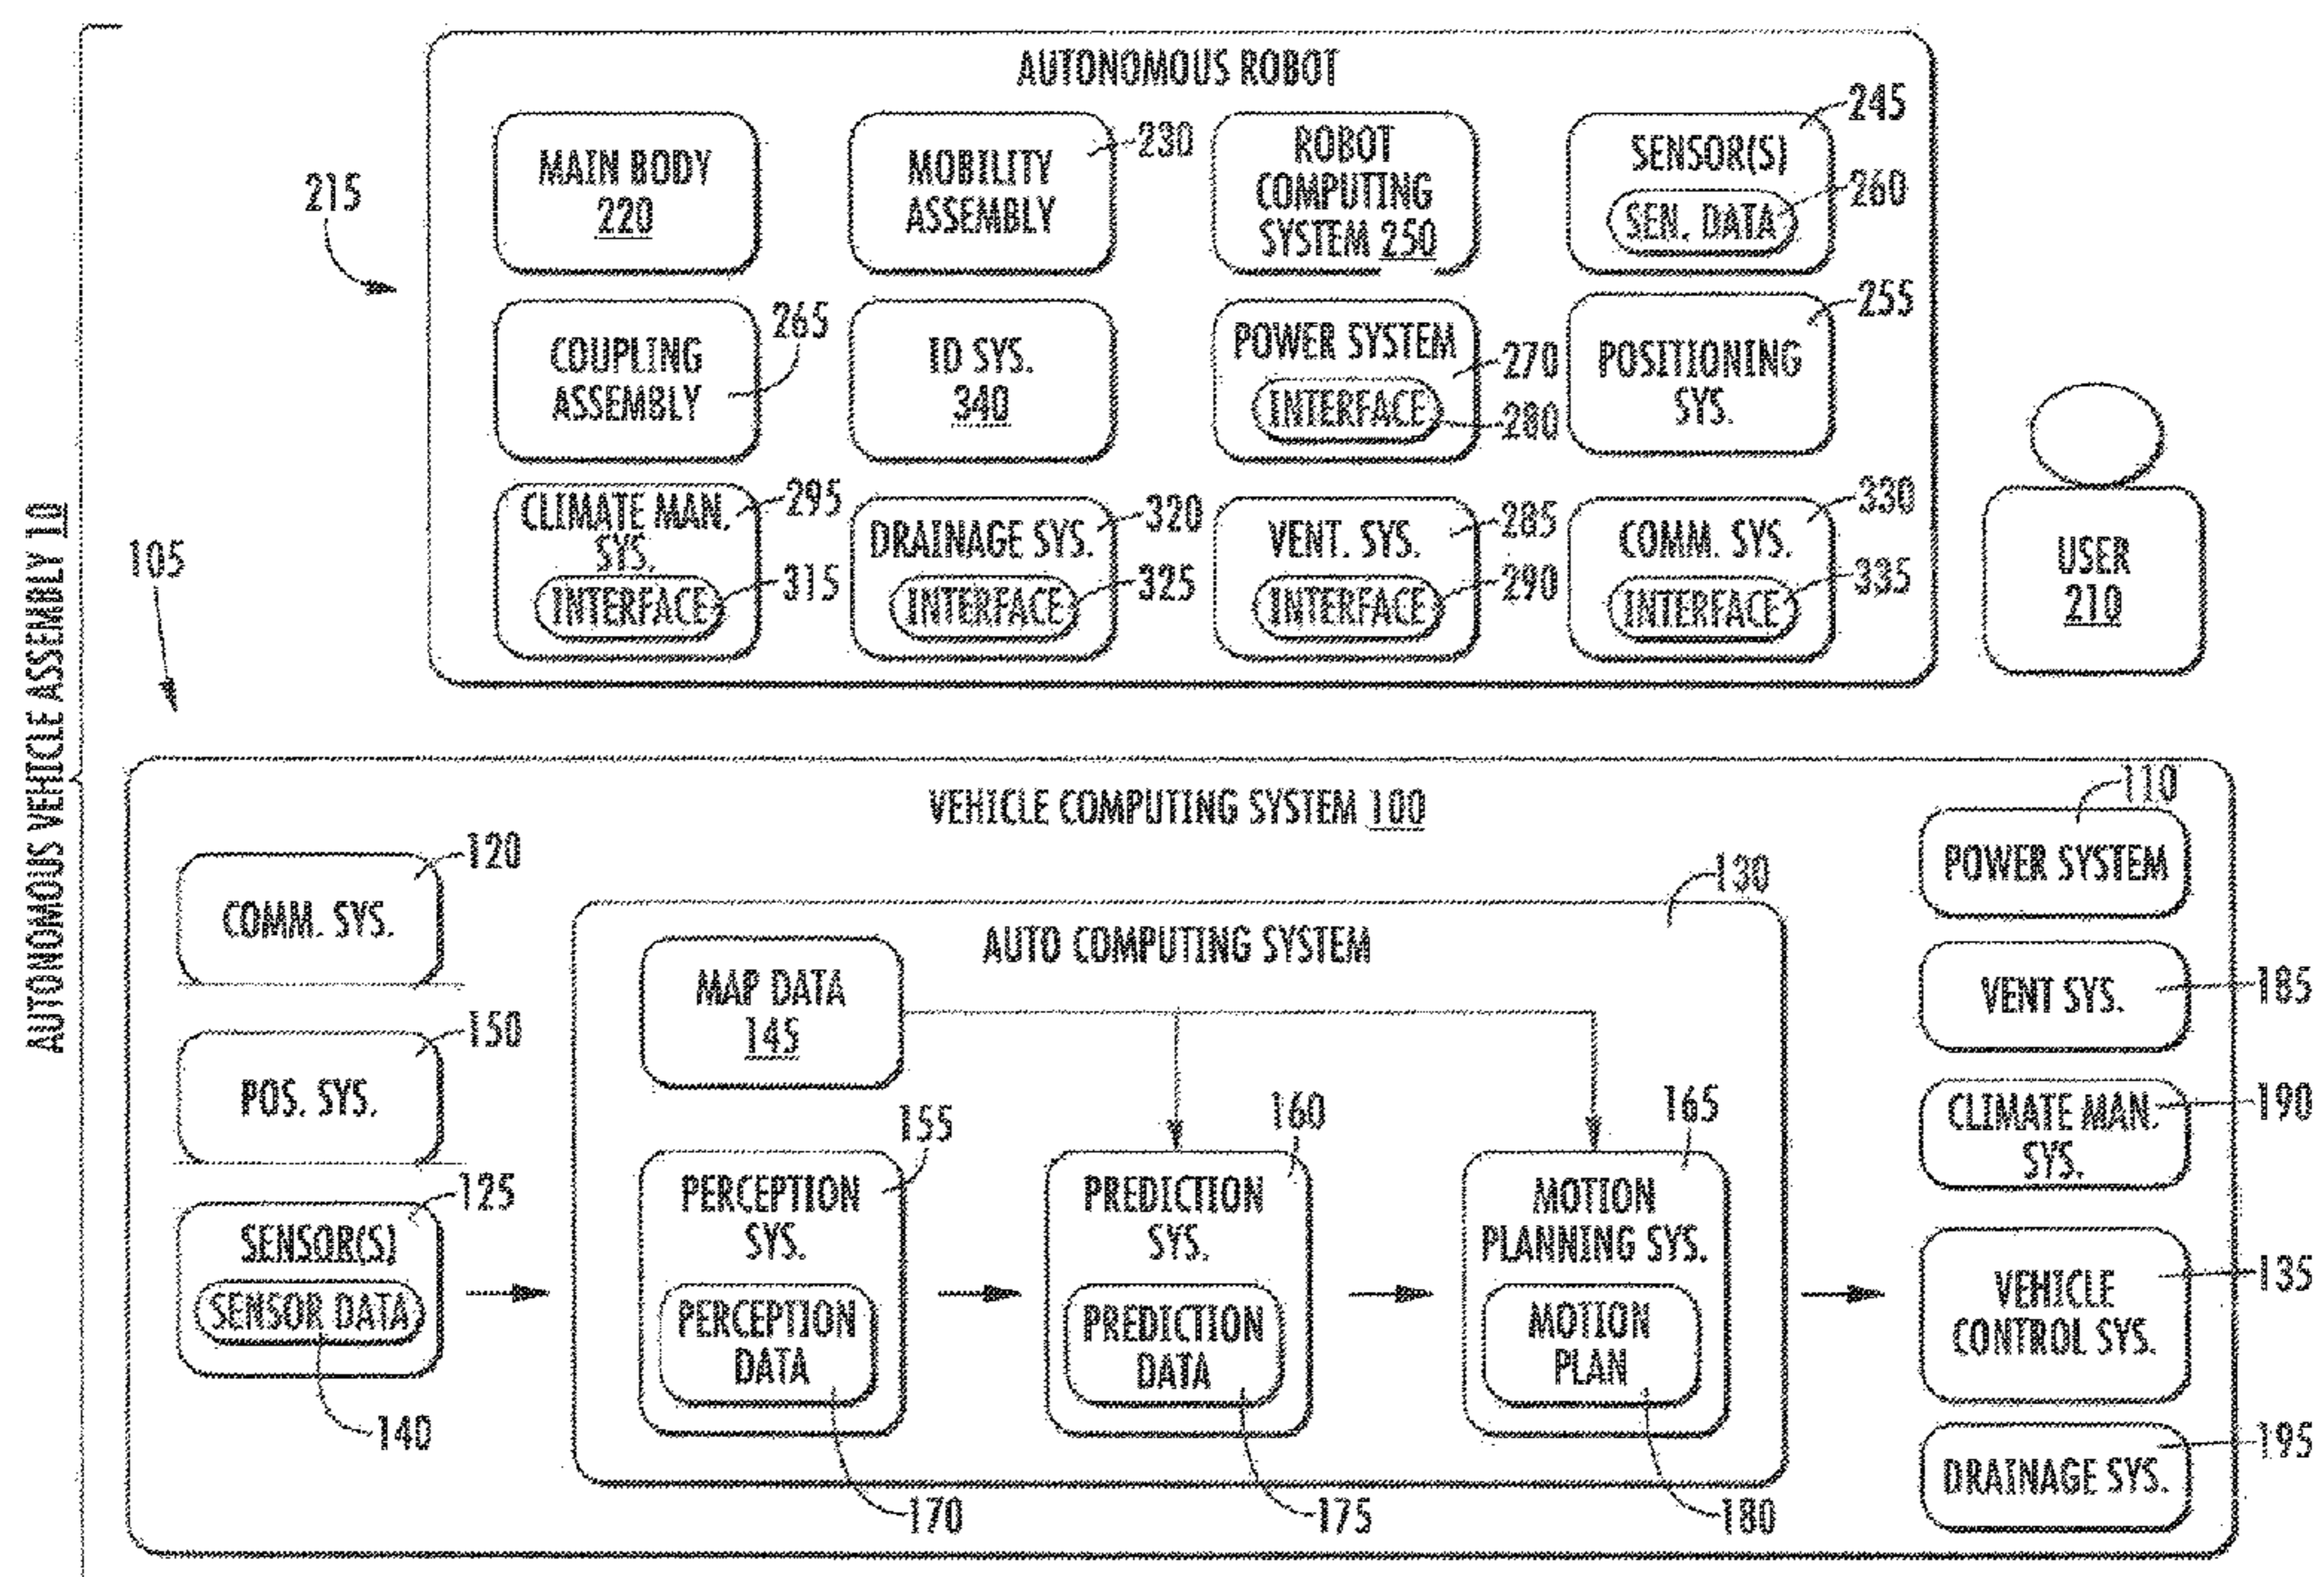 AUTONOMOUS VEHICLE ASSEMBLY 10
AUTONOMOUS ROBOT
215
MAIN BODY
220
MOBILITY
ASSEMBLY
230
ROBOT
COMPUTING
SYSTEM 250
SENSOR(S)
245
SEN. DATA
260
COUPLING
ASSEMBLY
265
ID SYS.
340
POWER SYSTEM
270
INTERFACE
280
POSITIONING
SYS.
255
CLIMATE MAN.
SYS.
295
INTERFACE
315
DRAINAGE SYS.
320
INTERFACE
325
VENT. SYS.
285
INTERFACE
290
COMM. SYS.
330
INTERFACE
335
USER
210
105
VEHICLE COMPUTING SYSTEM 100
COMM. SYS.
120
POS. SYS.
150
SENSOR(S)
125
SENSOR DATA
140
AUTO COMPUTING SYSTEM
130
MAP DATA
145
PERCEPTION
SYS.
155
PERCEPTION
DATA
170
PREDICTION
SYS.
160
PREDICTION
DATA
175
MOTION
PLANNING SYS.
165
MOTION
PLAN
180
POWER SYSTEM
110
VENT SYS.
185
CLIMATE MAN.
SYS.
190
VEHICLE
CONTROL SYS.
135
DRAINAGE SYS.
195